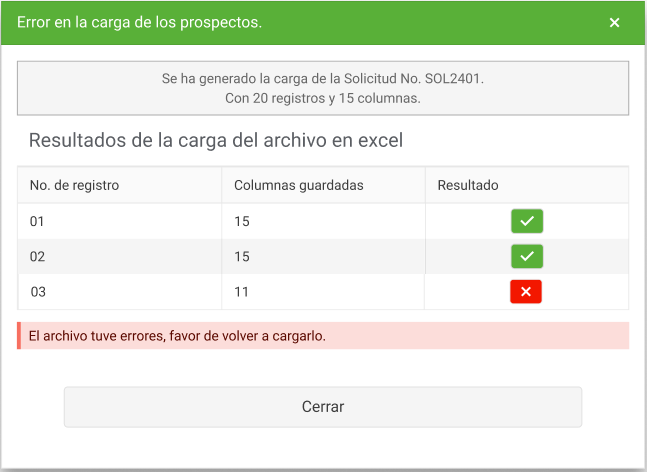 Error en la carga de los prospectos.
Se ha generado la carga de la Solicitud No. SOL2401.
Con 20 registros y 15 columnas.
Resultados de la carga del archivo en excel
No. de registro Columnas guardadas Resultado
01 15
02 15
03 11
El archivo tuve errores, favor de volver a cargarlo.
Cerrar